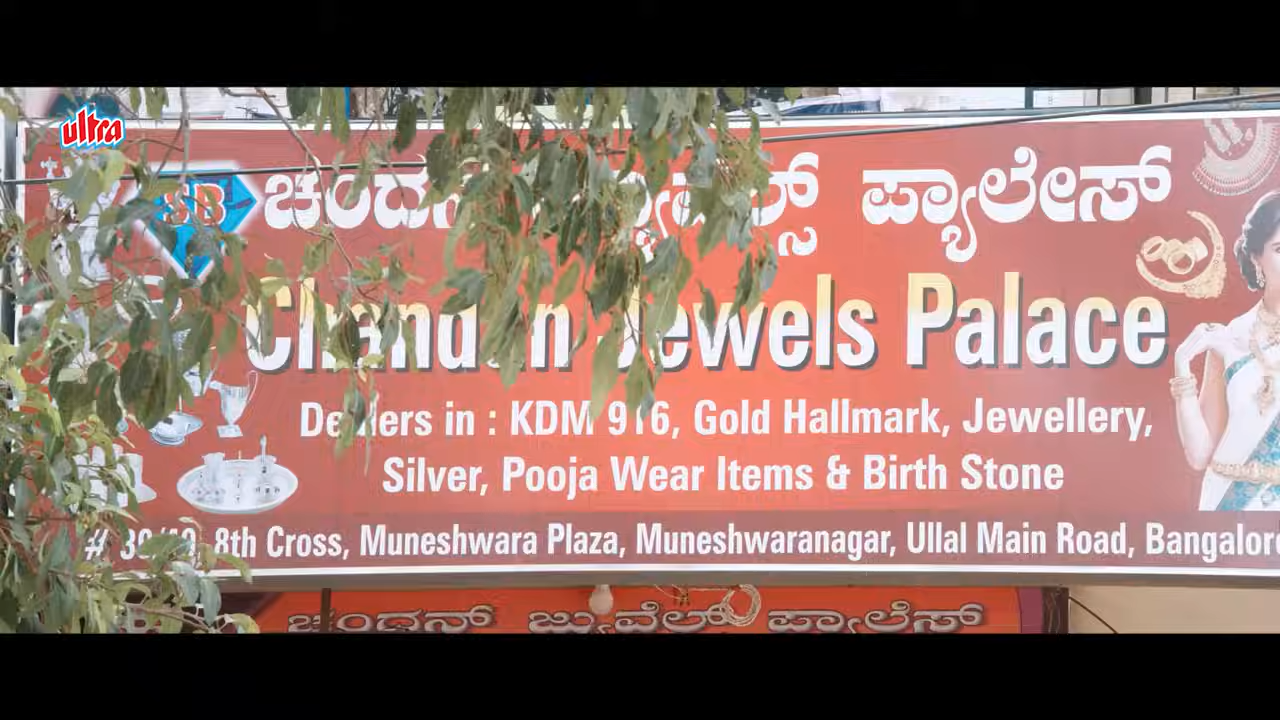 ultra
SB
ಚಂದನ್ ಪ್ಯಾಲೇಸ್
Chandan Jewels Palace
Dealers in : KDM 916, Gold Hallmark, Jewellery,
Silver, Pooja Wear Items & Birth Stone
8th Cross, Muneshwara Plaza, Muneshwaranagar, Ullal Main Road, Bangalore
ಚಂದನ್ ಜ್ಯುವೆಲ್ ಪ್ಯಾಲೆಸ್